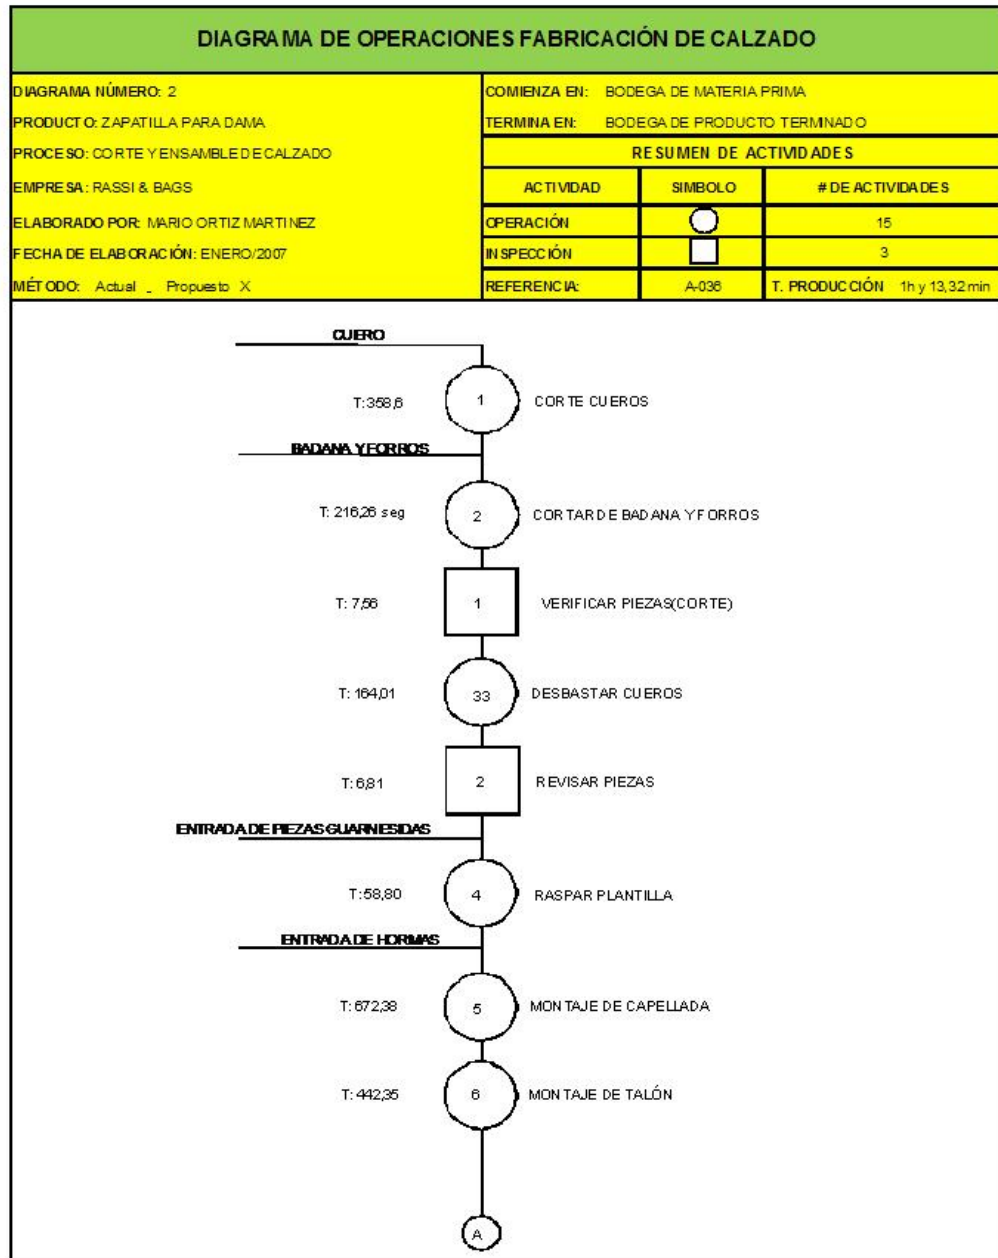 DIAGRAMA DE OPERACIONES FABRICACIÓN DE CALZADO
DIAGRAMA NÚMERO: 2
COMIENZA EN: BODEGA DE MATERIA PRIMA
PRODUCTO: ZAPATILLA PARA DAMA
TERMINA EN: BODEGA DE PRODUCTO TERMINADO
PROCESO: CORTE Y ENSAMBLE DE CALZADO
RESUMEN DE ACTIVIDADES
EMPRESA: RASSI & BAGS
ACTIVIDAD SIMBOLO # DE ACTIVIDADES
ELABORADO POR: MARIO ORTIZ MARTINEZ
OPERACIÓN 15
FECHA DE ELABORACIÓN: ENERO/2007
INSPECCIÓN 3
MÉTODO: Actual _ Propuesto X
REFERENCIA: A-036 T. PRODUCCIÓN 1h y 13,32 min
CUERO
T:358,6 1 CORTE CUEROS
BADANA Y FORROS
T: 216,26 seg 2 CORTAR DE BADANA Y FORROS
T: 7,56 1 VERIFICAR PIEZAS(CORTE)
T: 164,01 33 DESBASTAR CUEROS
T: 6,81 2 REVISAR PIEZAS
ENTRADA DE PIEZAS GUARNESIDAS
T:58,80 4 RASPAR PLANTILLA
ENTRADA DE HORMAS
T: 672,38 5 MONTAJE DE CAPELLADA
T: 442,35 6 MONTAJE DE TALÓN
A